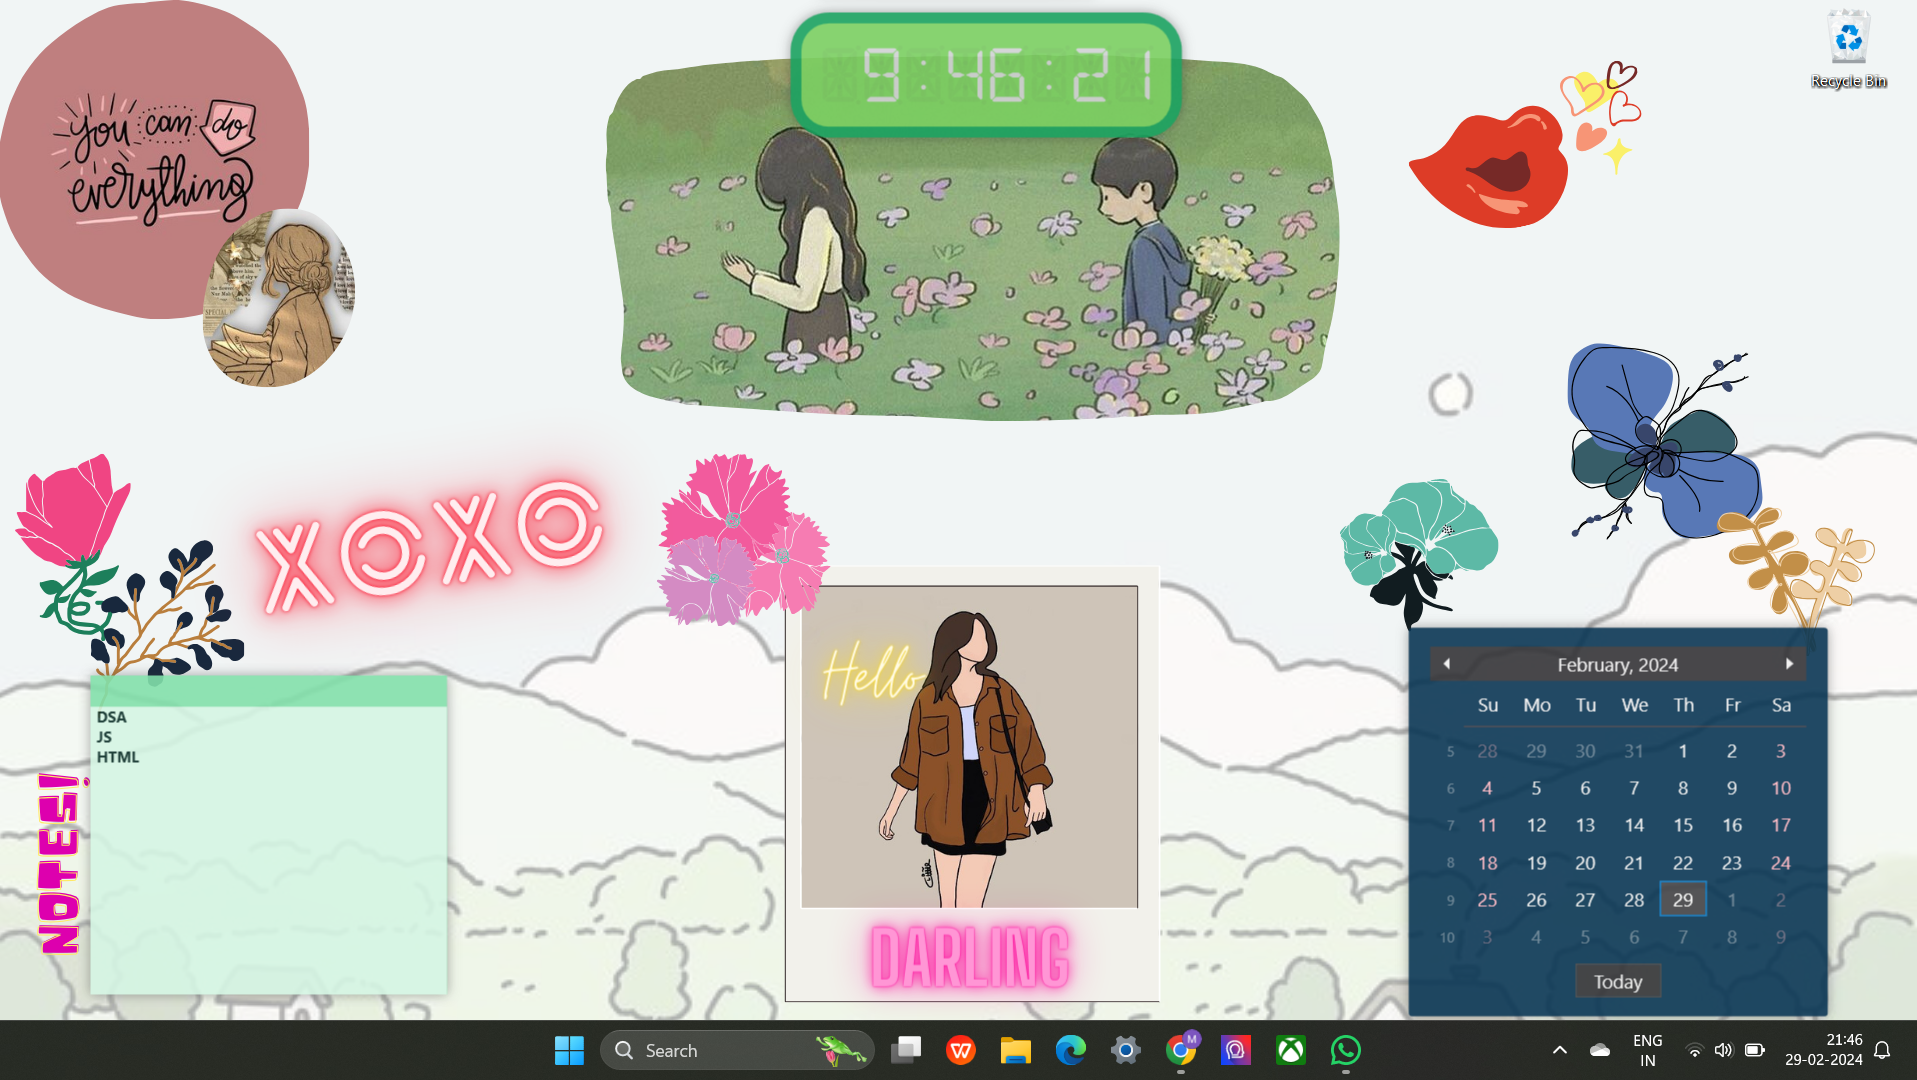 9:46:21
Recycle Bin
you can do
everything
XOXO
Hello
DARLING
NOTES!
DSA
JS
HTML
February, 2024
Su Mo Tu We Th Fr Sa
5 28 29 30 31 1 2 3
6 4 5 6 7 8 9 10
7 11 12 13 14 15 16 17
8 18 19 20 21 22 23 24
9 25 26 27 28 29 1 2
10 3 4 5 6 7 8 9
Today
Search
M
ENG
IN
21:46
29-02-2024